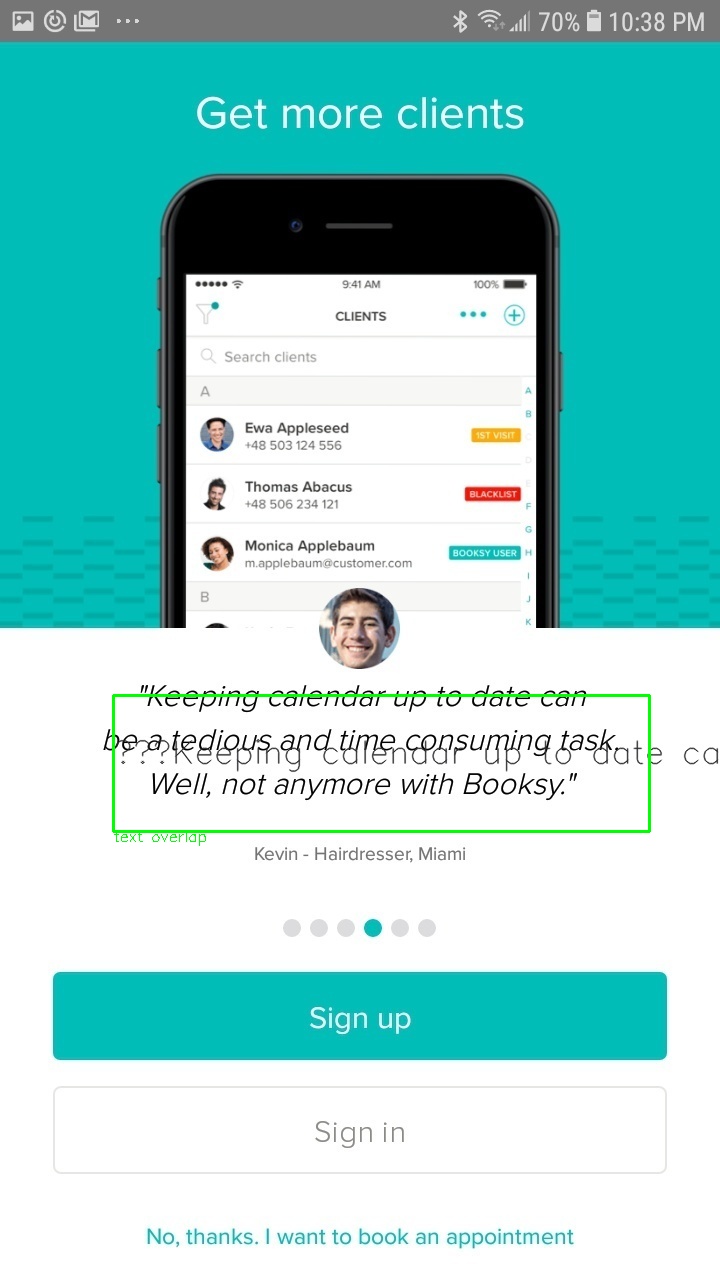 70% 10:38 PM
Get more clients
9:41 AM 100%
CLIENTS
Search clients
A
Ewa Appleseed
+48 503 124 556
1ST VISIT
Thomas Abacus
+48 506 234 121
BLACKLIST
Monica Applebaum
m.applebaum@customer.com
BOOKSY USER
B
A
B
F
G
H
I
J
K
"Keeping calendar up to date can
be a tedious and time consuming task.
???Keeping calendar up to date ca
Well, not anymore with Booksy."
text overlap
Kevin - Hairdresser, Miami
Sign up
Sign in
No, thanks. I want to book an appointment